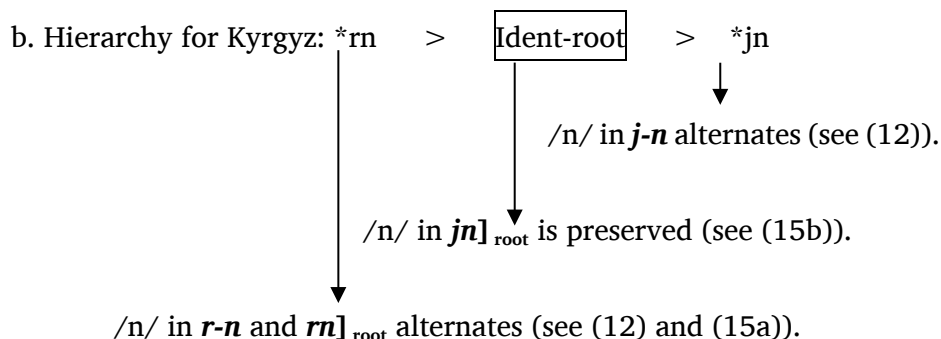 b. Hierarchy for Kyrgyz: *rn > Ident-root > *jn
/n/ in j-n alternates (see (12)).
/n/ in jn] root is preserved (see (15b)).
/n/ in r-n and rn] root alternates (see (12) and (15a)).